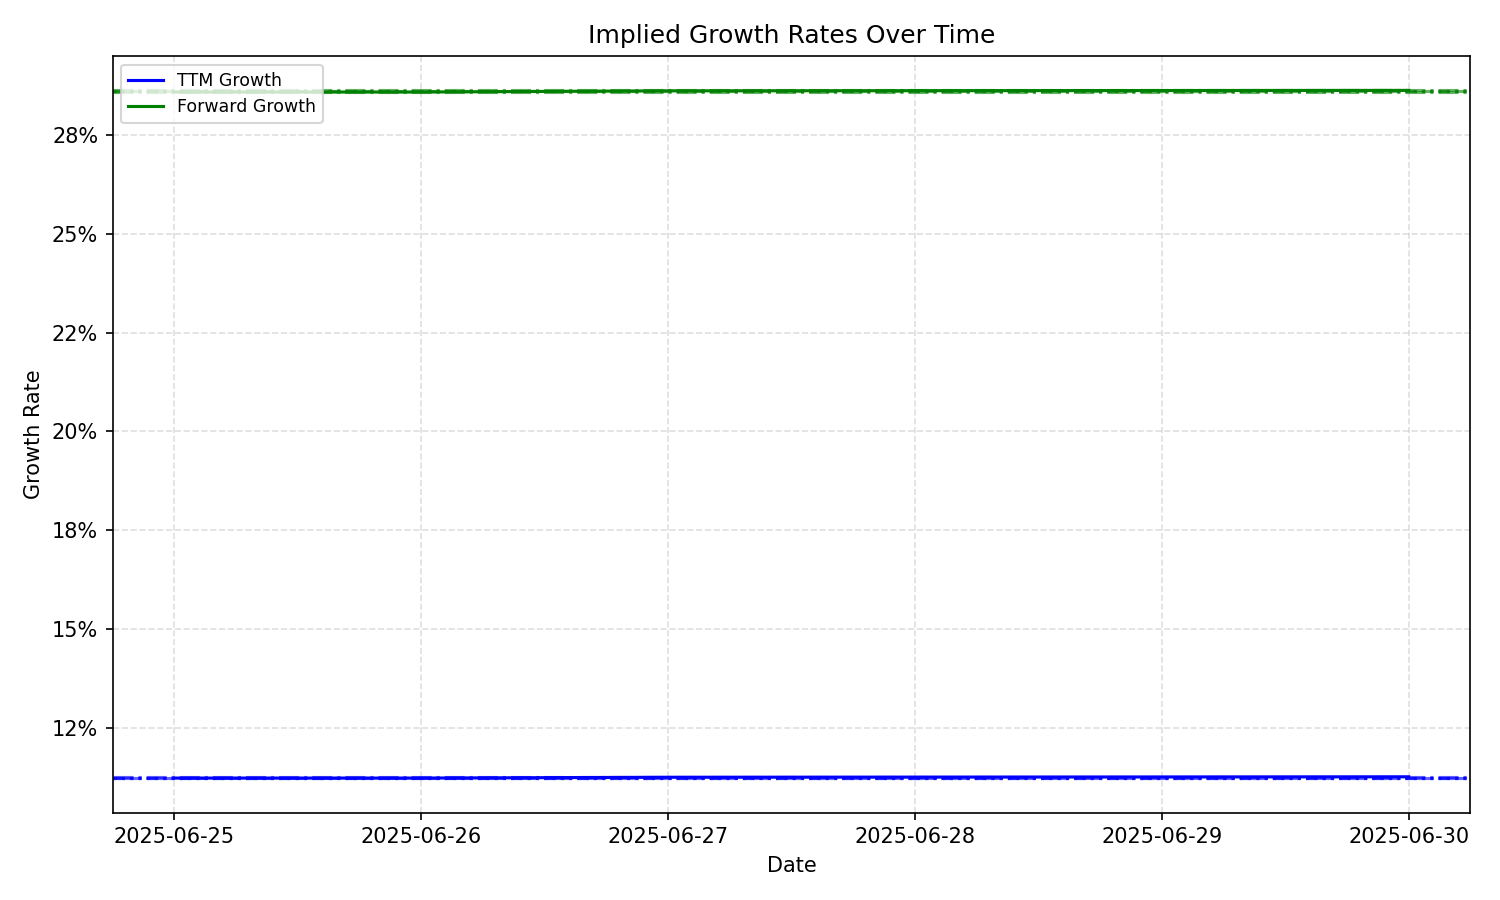 Implied Growth Rates Over Time
TTM Growth
Forward Growth
28%
25%
22%
20%
18%
15%
12%
Growth Rate
2025-06-25
2025-06-26
2025-06-27
2025-06-28
2025-06-29
2025-06-30
Date